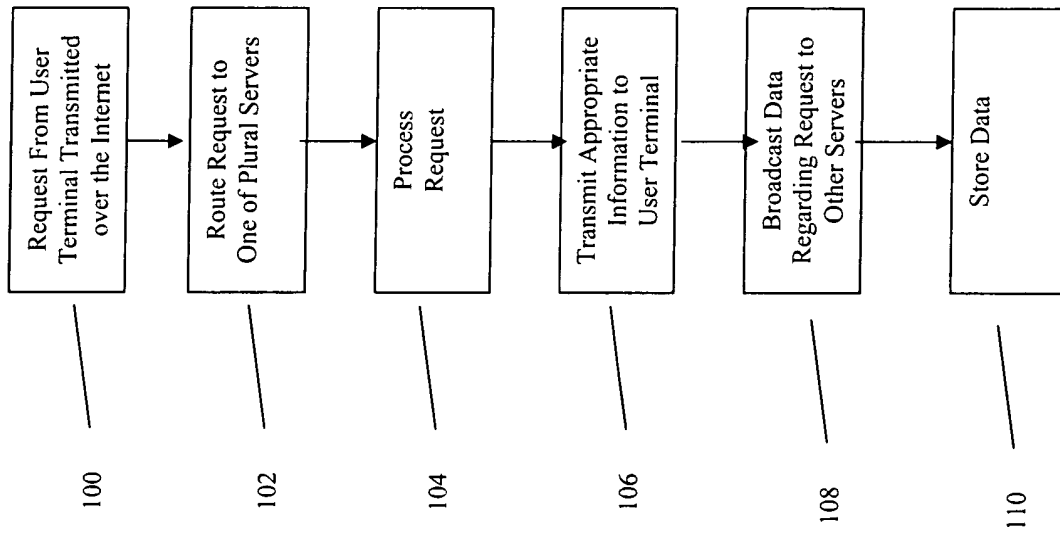 Request From User
Terminal Transmitted
over the Internet
100
Route Request to
One of Plural Servers
102
Process
Request
104
Transmit Appropriate
Information to
User Terminal
106
Broadcast Data
Regarding Request to
Other Servers
108
Store Data
110